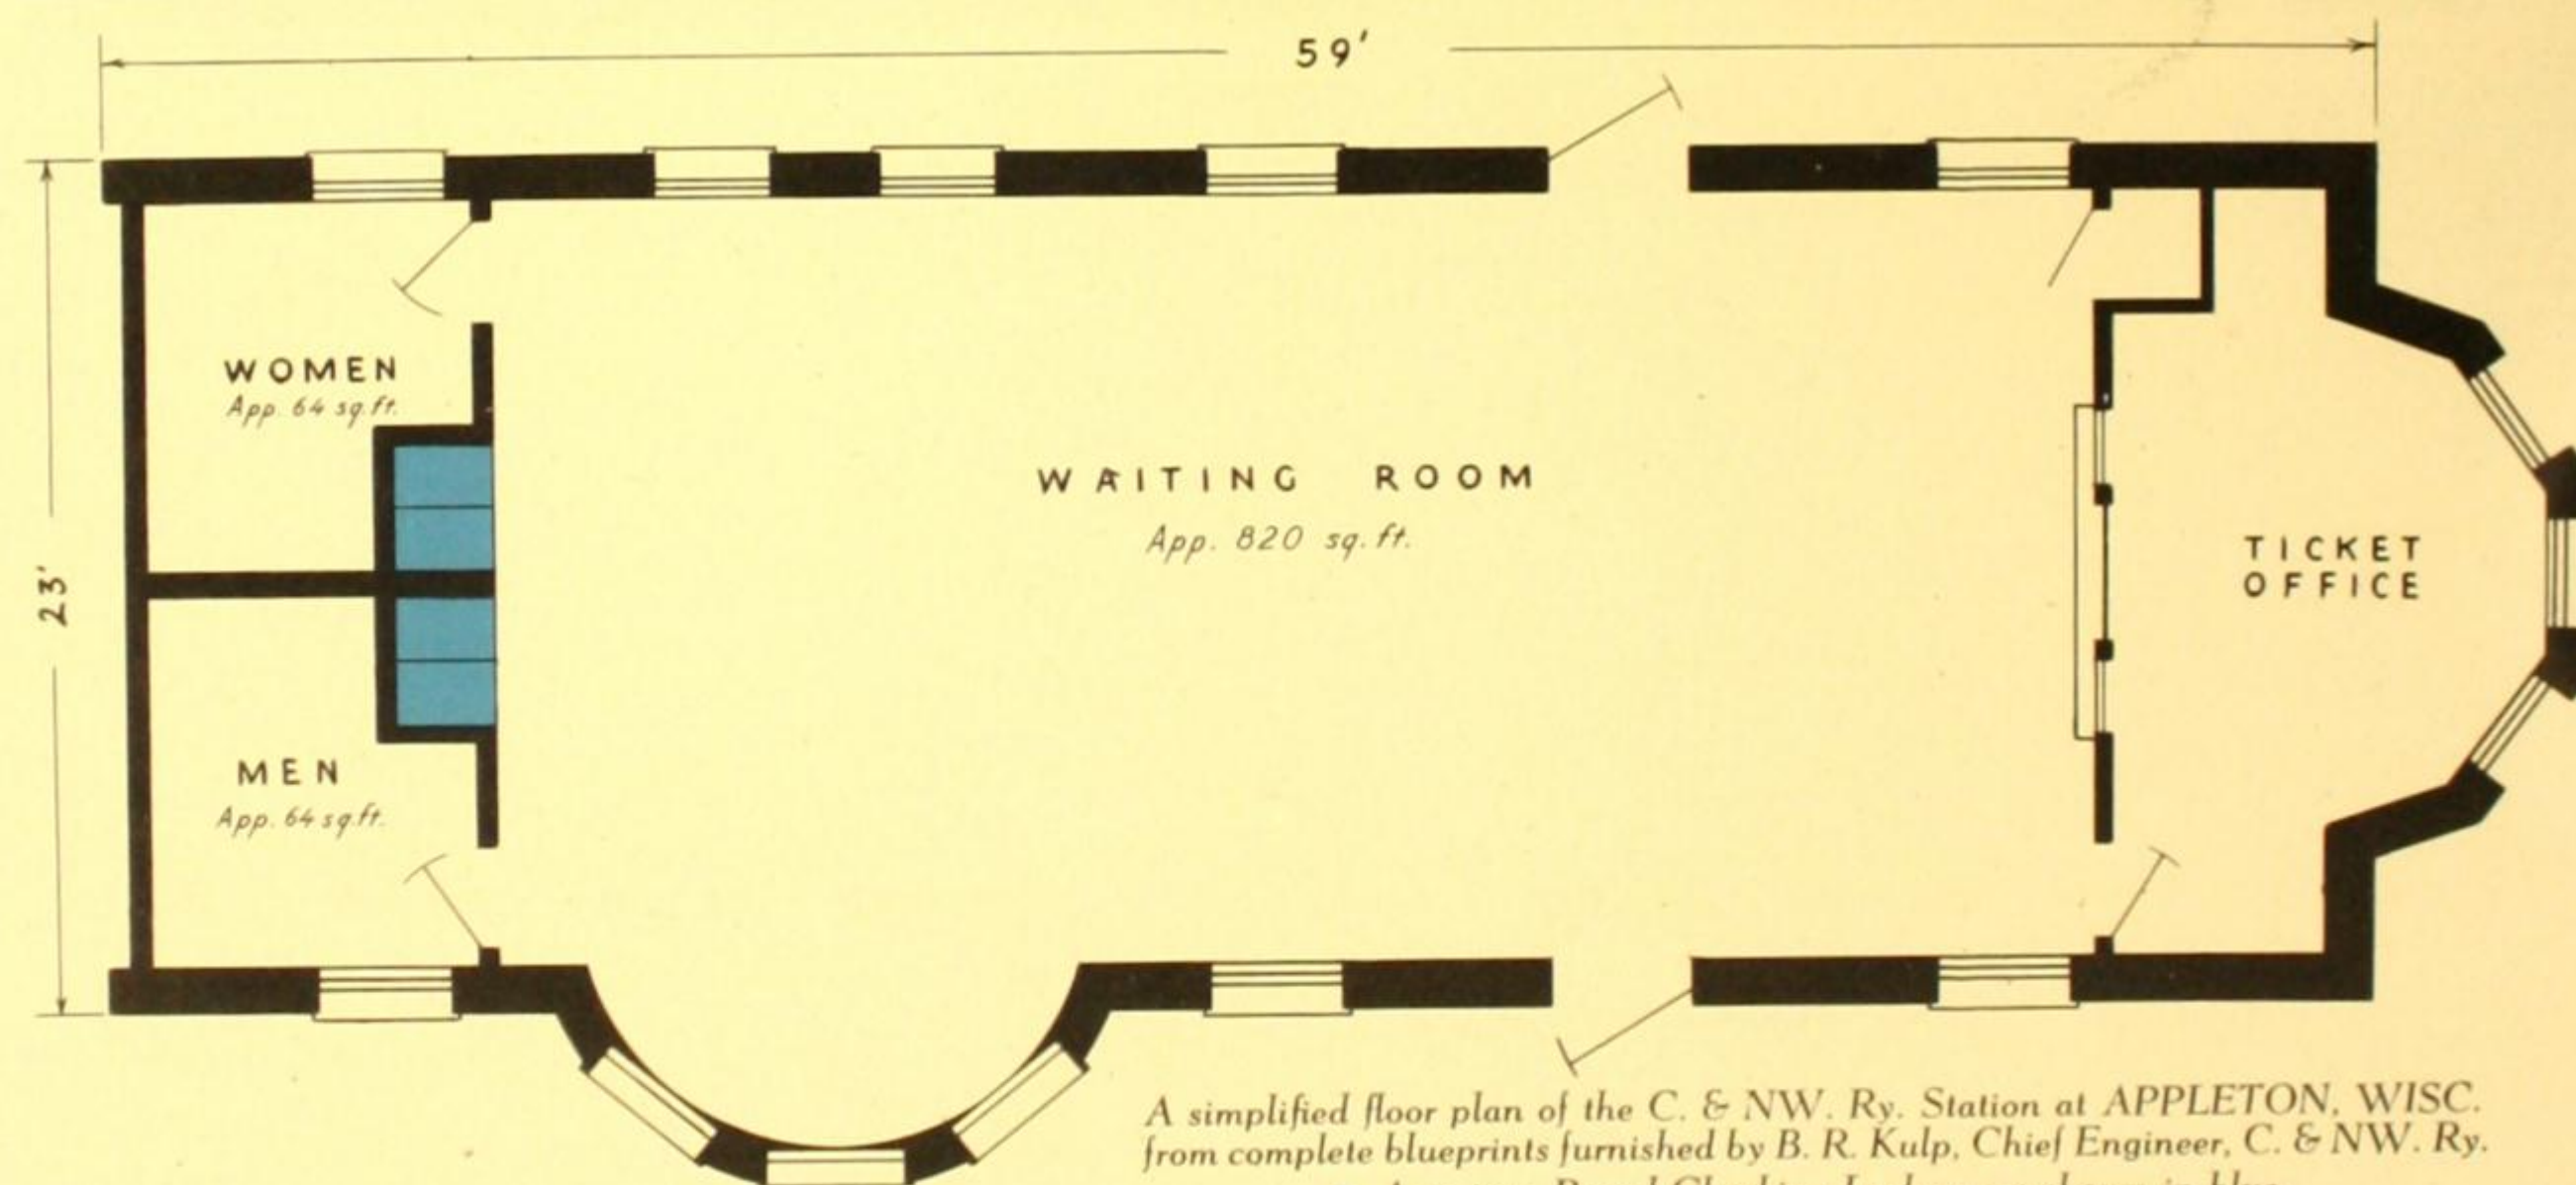 59'
23'
WOMEN
App. 64 sq. ft.
WAITING ROOM
App. 820 sq. ft.
TICKET
OFFICE
MEN
App. 64 sq. ft.
A simplified floor plan of the C. & NW. Ry. Station at APPLETON, WISC.
from complete blueprints furnished by B. R. Kulp, Chief Engineer, C. & NW. Ry.